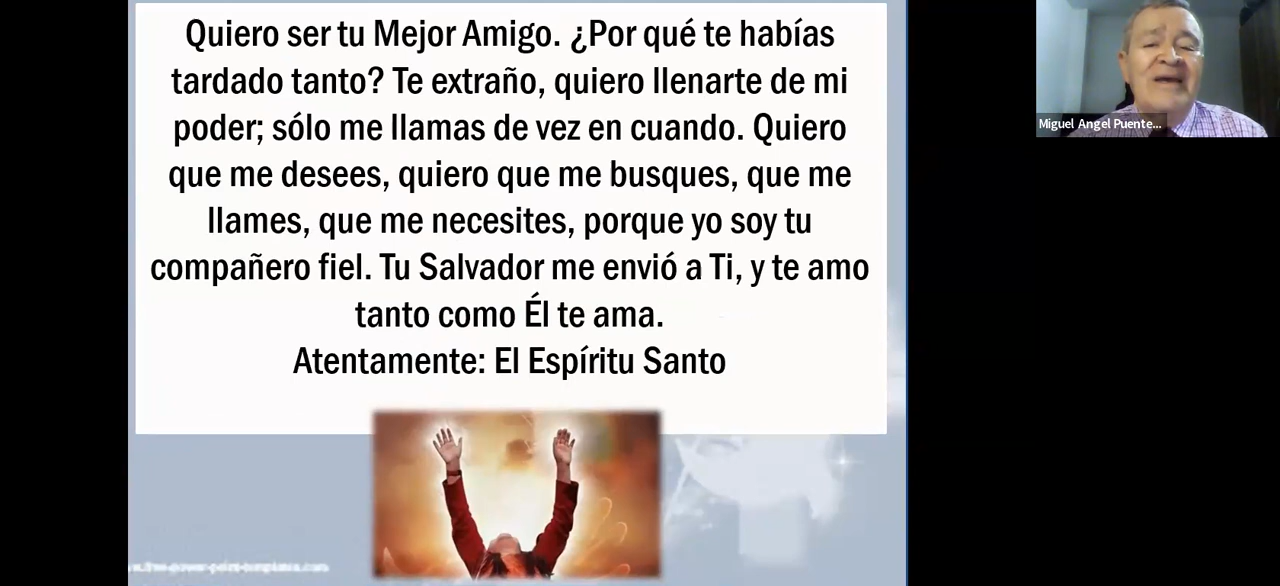 Quiero ser tu Mejor Amigo. ¿Por qué te habías
tardado tanto? Te extraño, quiero llenarte de mi
poder; sólo me llamas de vez en cuando. Quiero
que me desees, quiero que me busques, que me
llames, que me necesites, porque yo soy tu
compañero fiel. Tu Salvador me envió a Ti, y te amo
tanto como Él te ama.
Atentamente: El Espíritu Santo
Miguel Angel Puente...